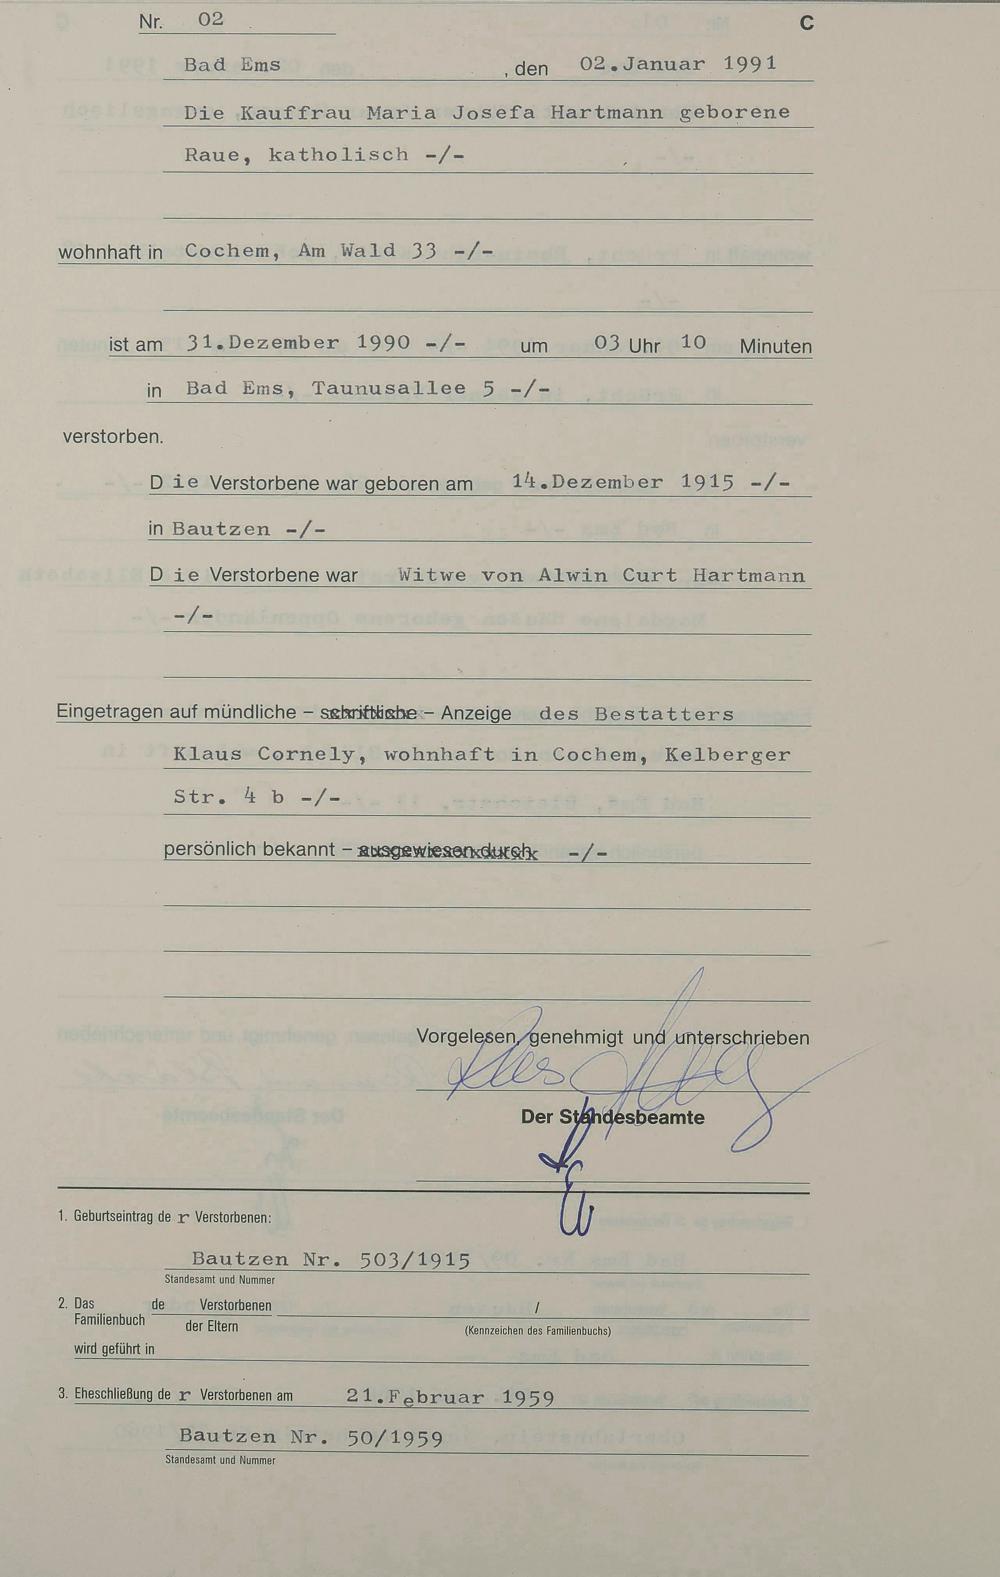 Nr. 02 C
Bad Ems , den 02.Januar 1991
Die Kauffrau Maria Josefa Hartmann geborene
Raue, katholisch -/-
wohnhaft in Cochem, Am Wald 33 -/-
ist am 31.Dezember 1990 -/- um 03 Uhr 10 Minuten
in Bad Ems, Taunusallee 5 -/-
verstorben.
Die Verstorbene war geboren am 14.Dezember 1915 -/-
in Bautzen -/-
Die Verstorbene war Witwe von Alwin Curt Hartmann
-/-
Eingetragen auf mündliche – schriftliche – Anzeige des Bestatters
Klaus Cornely, wohnhaft in Cochem, Kelberger
Str. 4 b -/-
persönlich bekannt – ausgewiesen durch -/-
Vorgelesen, genehmigt und unterschrieben
Der Standesbeamte
1. Geburtseintrag der Verstorbenen:
Bautzen Nr. 503/1915
Standesamt und Nummer
2. Das Familienbuch de Verstorbenen /
der Eltern (Kennzeichen des Familienbuchs)
wird geführt in
3. Eheschließung der Verstorbenen am 21.Februar 1959
Bautzen Nr. 50/1959
Standesamt und Nummer